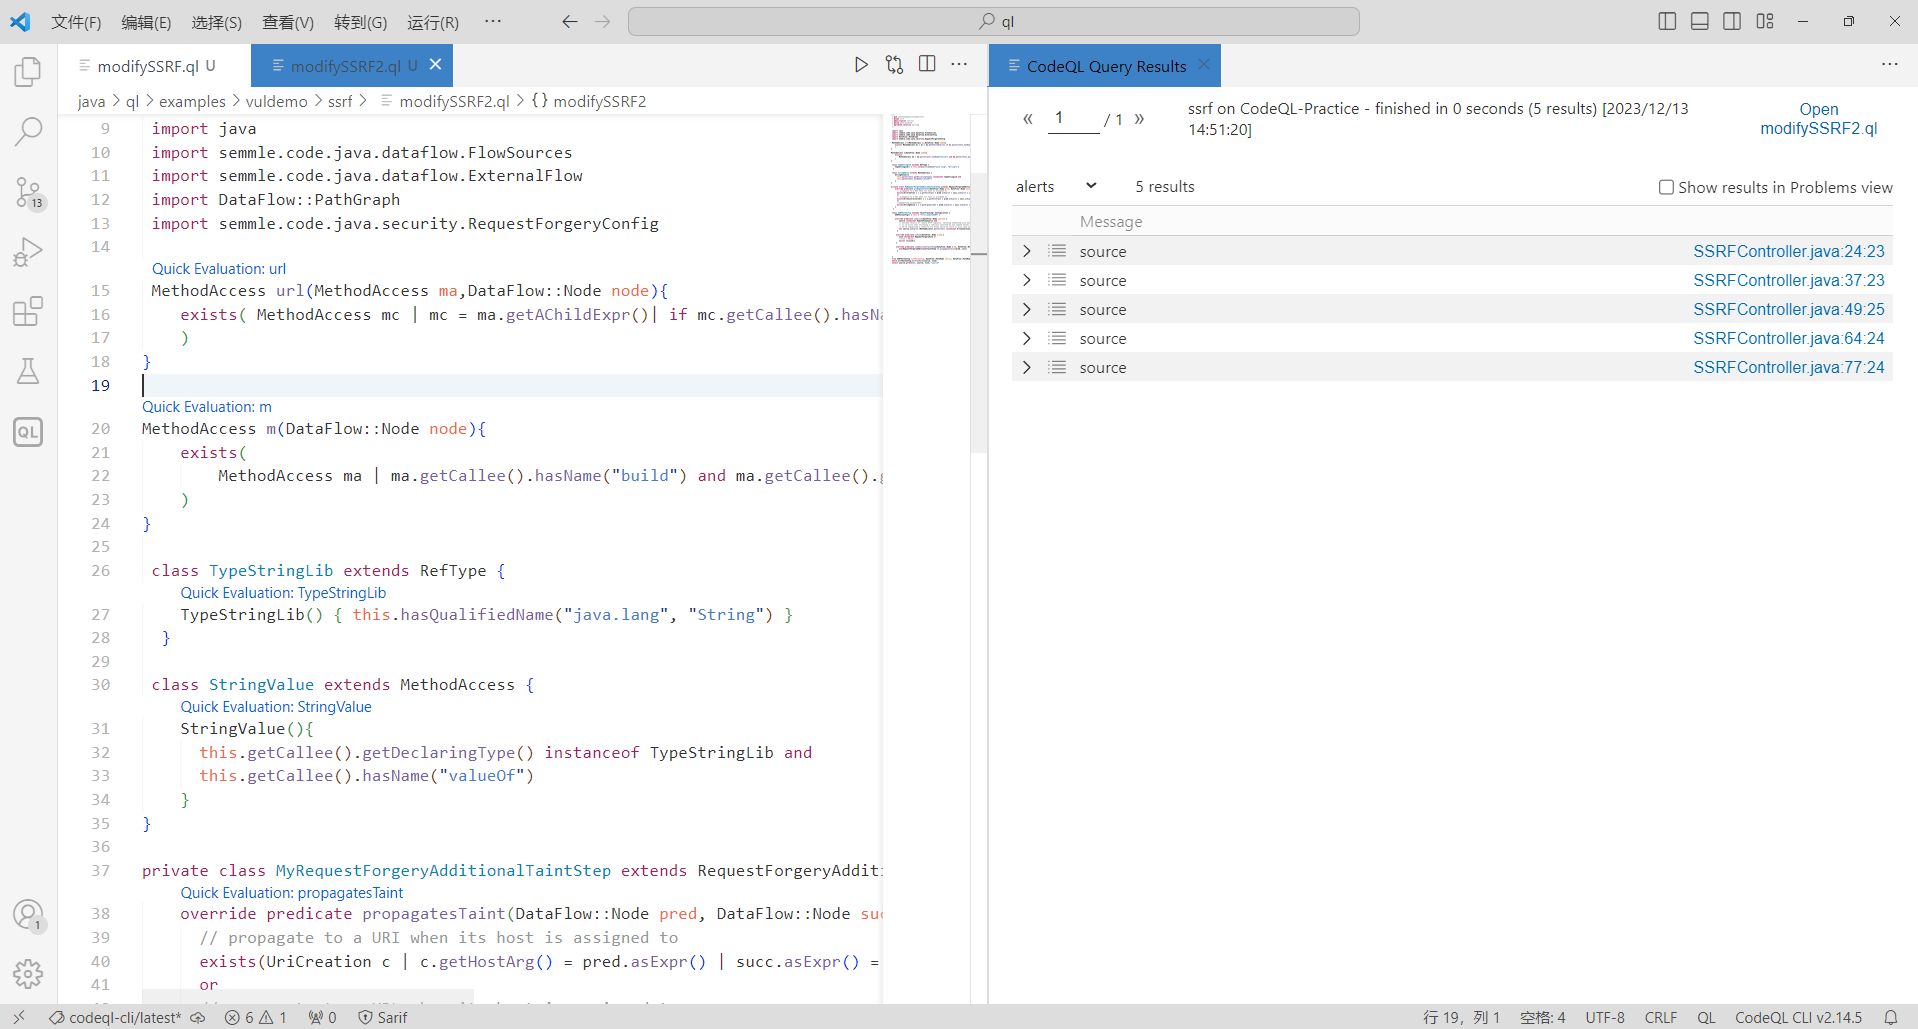 文件(F) 编辑(E) 选择(S) 查看(V) 转到(G) 运行(R) ··· ql
modifySSRF.ql U modifySSRF2.ql U
java > ql > examples > vuldemo > ssrf > modifySSRF2.ql > {} modifySSRF2
9 import java
10 import semmle.code.java.dataflow.FlowSources
11 import semmle.code.java.dataflow.ExternalFlow
12 import DataFlow::PathGraph
13 import semmle.code.java.security.RequestForgeryConfig
14
Quick Evaluation: url
15 MethodAccess url(MethodAccess ma,DataFlow::Node node){
16 exists( MethodAccess mc | mc = ma.getAChildExpr()| if mc.getCallee().hasNa
17 )
18 }
19
Quick Evaluation: m
20 MethodAccess m(DataFlow::Node node){
21 exists(
22 MethodAccess ma | ma.getCallee().hasName("build") and ma.getCallee().g
23 )
24 }
25
26 class TypeStringLib extends RefType {
Quick Evaluation: TypeStringLib
27 TypeStringLib() { this.hasQualifiedName("java.lang", "String") }
28 }
29
30 class StringValue extends MethodAccess {
Quick Evaluation: StringValue
31 StringValue(){
32 this.getCallee().getDeclaringType() instanceof TypeStringLib and
33 this.getCallee().hasName("valueOf")
34 }
35 }
36
37 private class MyRequestForgeryAdditionalTaintStep extends RequestForgeryAddit
Quick Evaluation: propagatesTaint
38 override predicate propagatesTaint(DataFlow::Node pred, DataFlow::Node suc
39 // propagate to a URI when its host is assigned to
40 exists(UriCreation c | c.getHostArg() = pred.asExpr() | succ.asExpr() =
41 or
CodeQL Query Results
« 1 / 1 »
ssrf on CodeQL-Practice - finished in 0 seconds (5 results) [2023/12/13
14:51:20]
Open
modifySSRF2.ql
alerts 5 results Show results in Problems view
Message
source SSRFController.java:24:23
source SSRFController.java:37:23
source SSRFController.java:49:25
source SSRFController.java:64:24
source SSRFController.java:77:24
13
QL
1
codeql-cli/latest* 6 1 0 Sarif 行 19, 列 1 空格: 4 UTF-8 CRLF QL CodeQL CLI v2.14.5